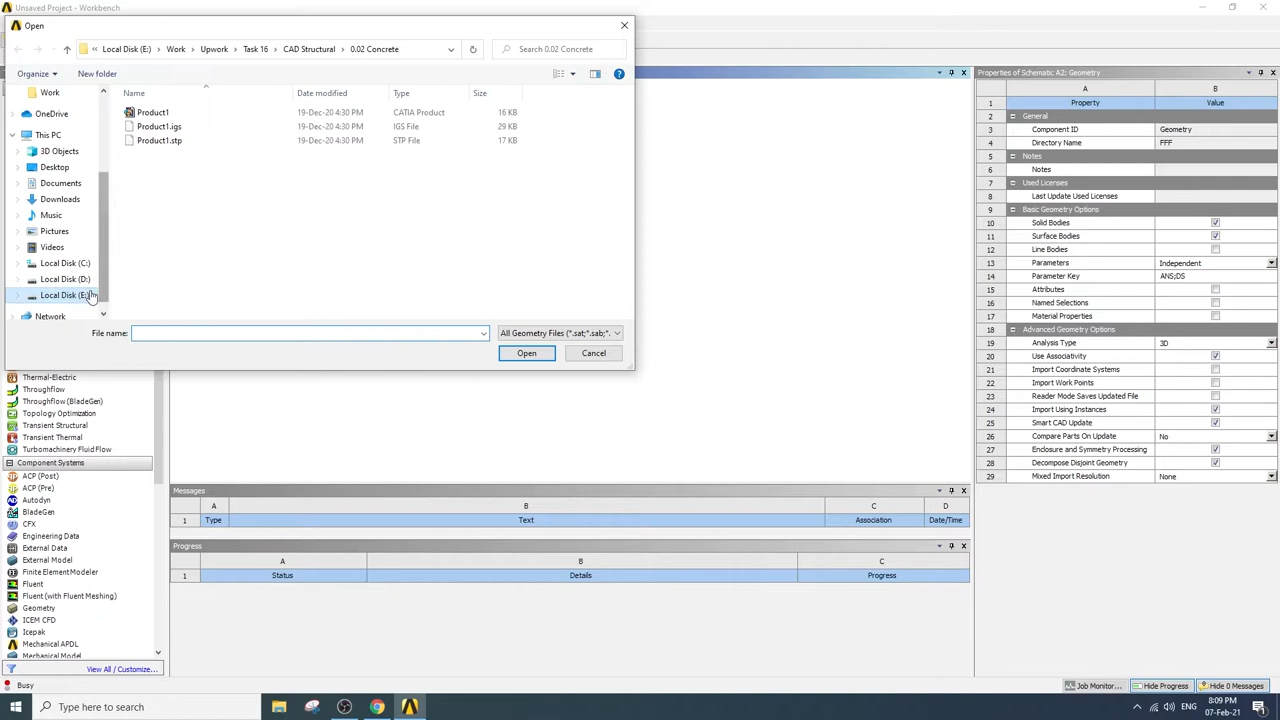 Unsaved Project - Workbench
Open
« Local Disk (E:) > Work > Upwork > Task 16 > CAD Structural > 0.02 Concrete
Search 0.02 Concrete
Organize
New folder
Work
OneDrive
This PC
3D Objects
Desktop
Documents
Downloads
Music
Pictures
Videos
Local Disk (C:)
Local Disk (D:)
Local Disk (E:)
Network
Name Date modified Type Size
Product1 19-Dec-20 4:30 PM CATIA Product 16 KB
Product1.igs 19-Dec-20 4:30 PM IGS File 29 KB
Product1.stp 19-Dec-20 4:30 PM STP File 17 KB
File name:
All Geometry Files (*.sat;*.sab;*.
Open
Cancel
Thermal-Electric
Throughflow
Throughflow (BladeGen)
Topology Optimization
Transient Structural
Transient Thermal
Turbomachinery Fluid Flow
Component Systems
ACP (Post)
ACP (Pre)
Autodyn
BladeGen
CFX
Engineering Data
External Data
External Model
Finite Element Modeler
Fluent
Fluent (with Fluent Meshing)
Geometry
ICEM CFD
Icepak
Mechanical APDL
Mechanical Model
View All / Customize...
Messages
A B C D
1 Type Text Association Date/Time
Progress
A B C
1 Status Details Progress
Properties of Schematic A2: Geometry
A B
1 Property Value
2 General
3 Component ID Geometry
4 Directory Name FFF
5 Notes
6 Notes
7 Used Licenses
8 Last Update Used Licenses
9 Basic Geometry Options
10 Solid Bodies
11 Surface Bodies
12 Line Bodies
13 Parameters Independent
14 Parameter Key ANS;DS
15 Attributes
16 Named Selections
17 Material Properties
18 Advanced Geometry Options
19 Analysis Type 3D
20 Use Associativity
21 Import Coordinate Systems
22 Import Work Points
23 Reader Mode Saves Updated File
24 Import Using Instances
25 Smart CAD Update
26 Compare Parts On Update No
27 Enclosure and Symmetry Processing
28 Decompose Disjoint Geometry
29 Mixed Import Resolution None
Busy
Job Monitor...
Hide Progress
Hide 0 Messages
Type here to search
8:09 PM
07-Feb-21
1